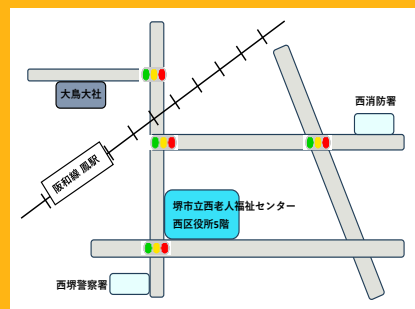 大鳥大社
西消防署
阪和線 鳳駅
堺市立西老人福祉センター
西区役所5階
西堺警察署